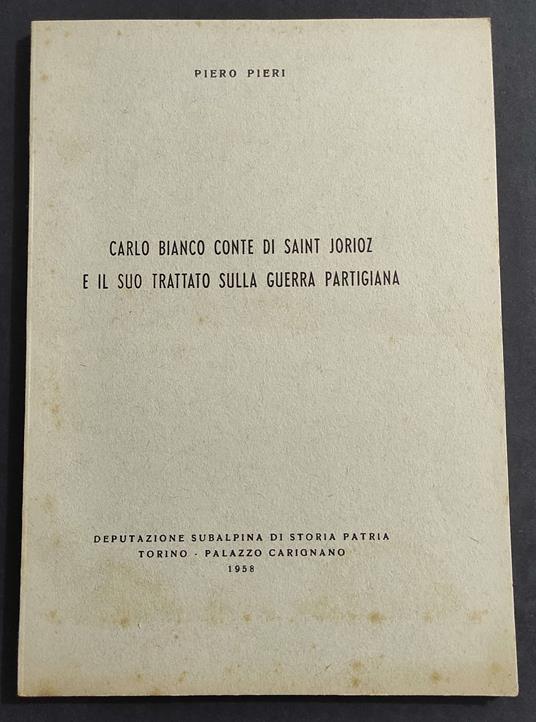 PIERO PIERI
CARLO BIANCO CONTE DI SAINT JORIOZ
E IL SUO TRATTATO SULLA GUERRA PARTIGIANA
DEPUTAZIONE SUBALPINA DI STORIA PATRIA
TORINO - PALAZZO CARIGNANO
1958